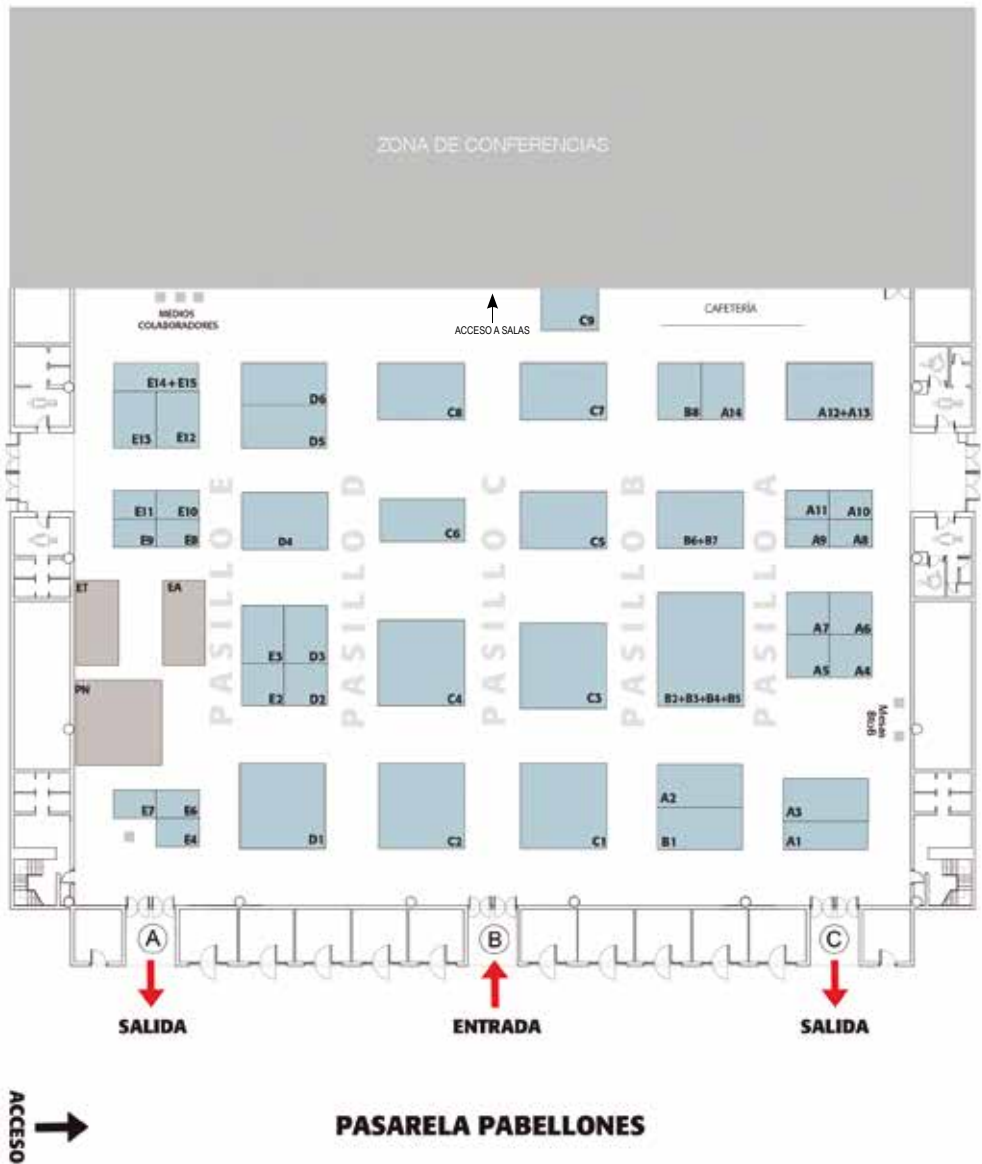 ZONA DE CONFERENCIAS
MEDIOS
COLABORADORES
ACCESO A SALAS
C9
CAFETERÍA
E14+E15
E13
E12
D6
D5
C8
C7
B8
A14
A12+A13
PASILLO E
PASILLO D
PASILLO C
PASILLO B
PASILLO A
E11
E10
E9
E8
D4
C6
C5
B6+B7
A11
A10
A9
A8
ET
EA
E3
D3
E2
D2
C4
C3
B2+B3+B4+B5
A7
A6
A5
A4
PN
Mesas
BtoB
E7
E6
E4
D1
C2
C1
A2
B1
A3
A1
A
B
C
SALIDA
ENTRADA
SALIDA
ACCESO
PASARELA PABELLONES